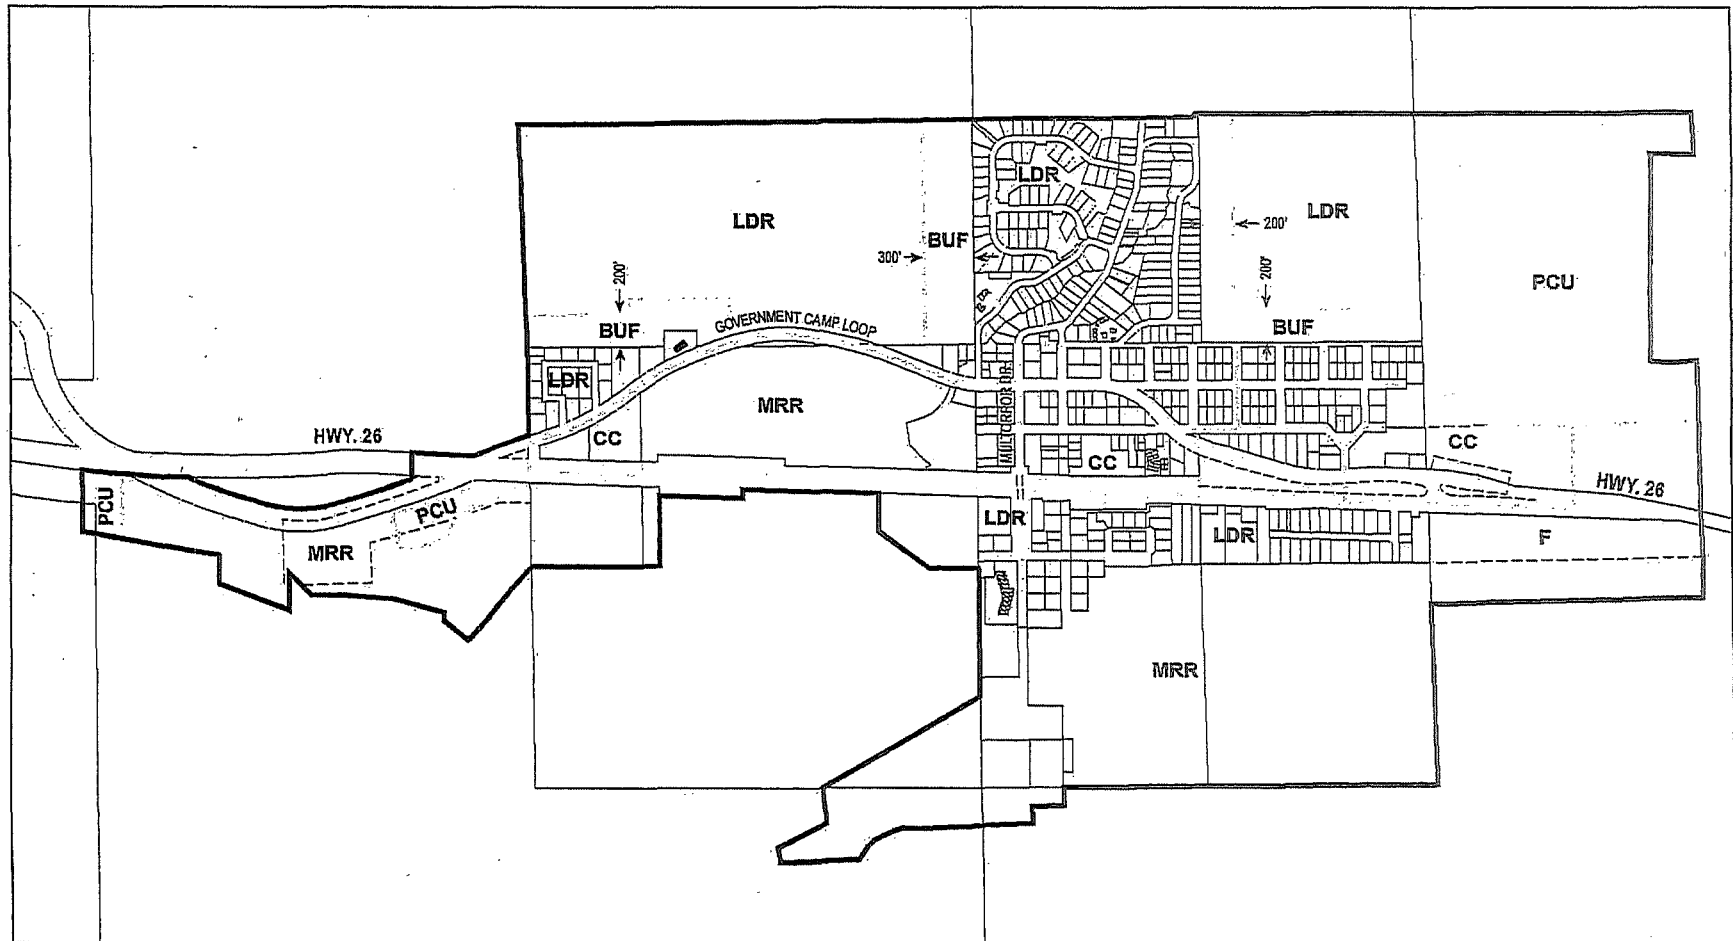 LDR
LDR
LDR
200'
BUF
300'
200'
200'
PCU
BUF
BUF
GOVERNMENT CAMP LOOP
LDR
MULTORPOR DR.
MRR
HWY. 26
CC
CC
CC
HWY. 26
PCU
PCU
LDR
LDR
F
MRR
MRR